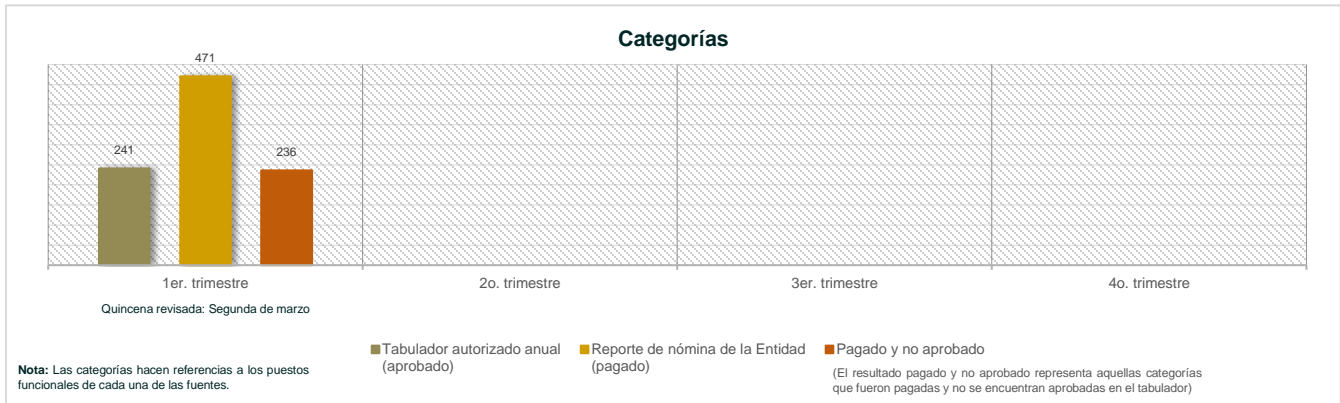 Categorías
471
241
236
1er. trimestre
2o. trimestre
3er. trimestre
4o. trimestre
Quincena revisada: Segunda de marzo
Tabulador autorizado anual
(aprobado)
Reporte de nómina de la Entidad
(pagado)
Pagado y no aprobado
(El resultado pagado y no aprobado representa aquellas categorías
que fueron pagadas y no se encuentran aprobadas en el tabulador)
Nota: Las categorías hacen referencias a los puestos
funcionales de cada una de las fuentes.